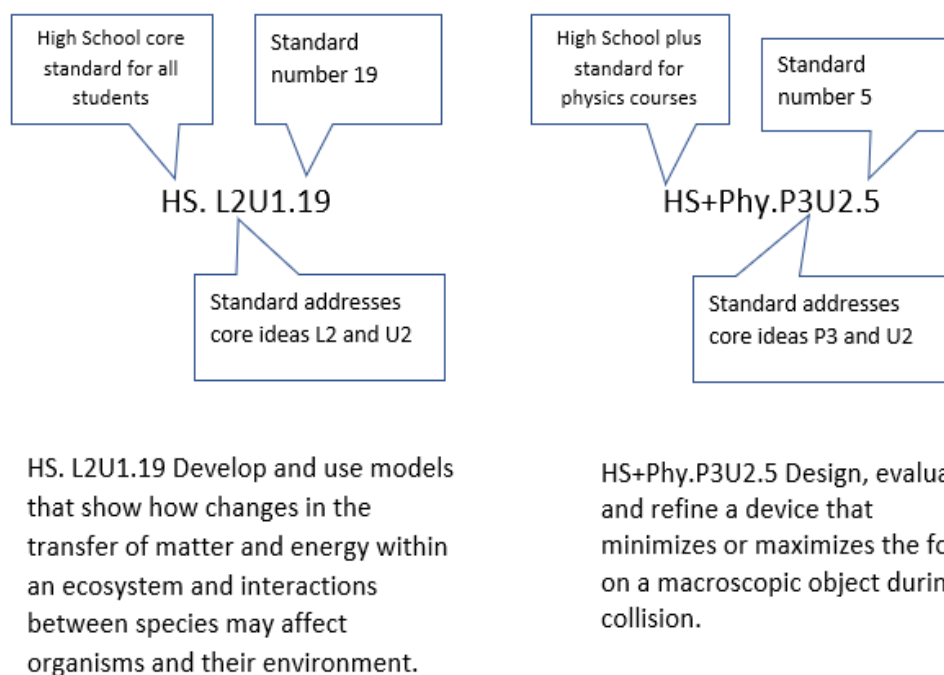 High School core
standard for all
students
Standard
number 19
HS. L2U1.19
Standard addresses
core ideas L2 and U2
High School plus
standard for
physics courses
Standard
number 5
HS+Phy.P3U2.5
Standard addresses
core ideas P3 and U2
HS. L2U1.19 Develop and use models
that show how changes in the
transfer of matter and energy within
an ecosystem and interactions
between species may affect
organisms and their environment.
HS+Phy.P3U2.5 Design,
and refine a device that
minimizes or maximizes the
on a macroscopic object
collision.